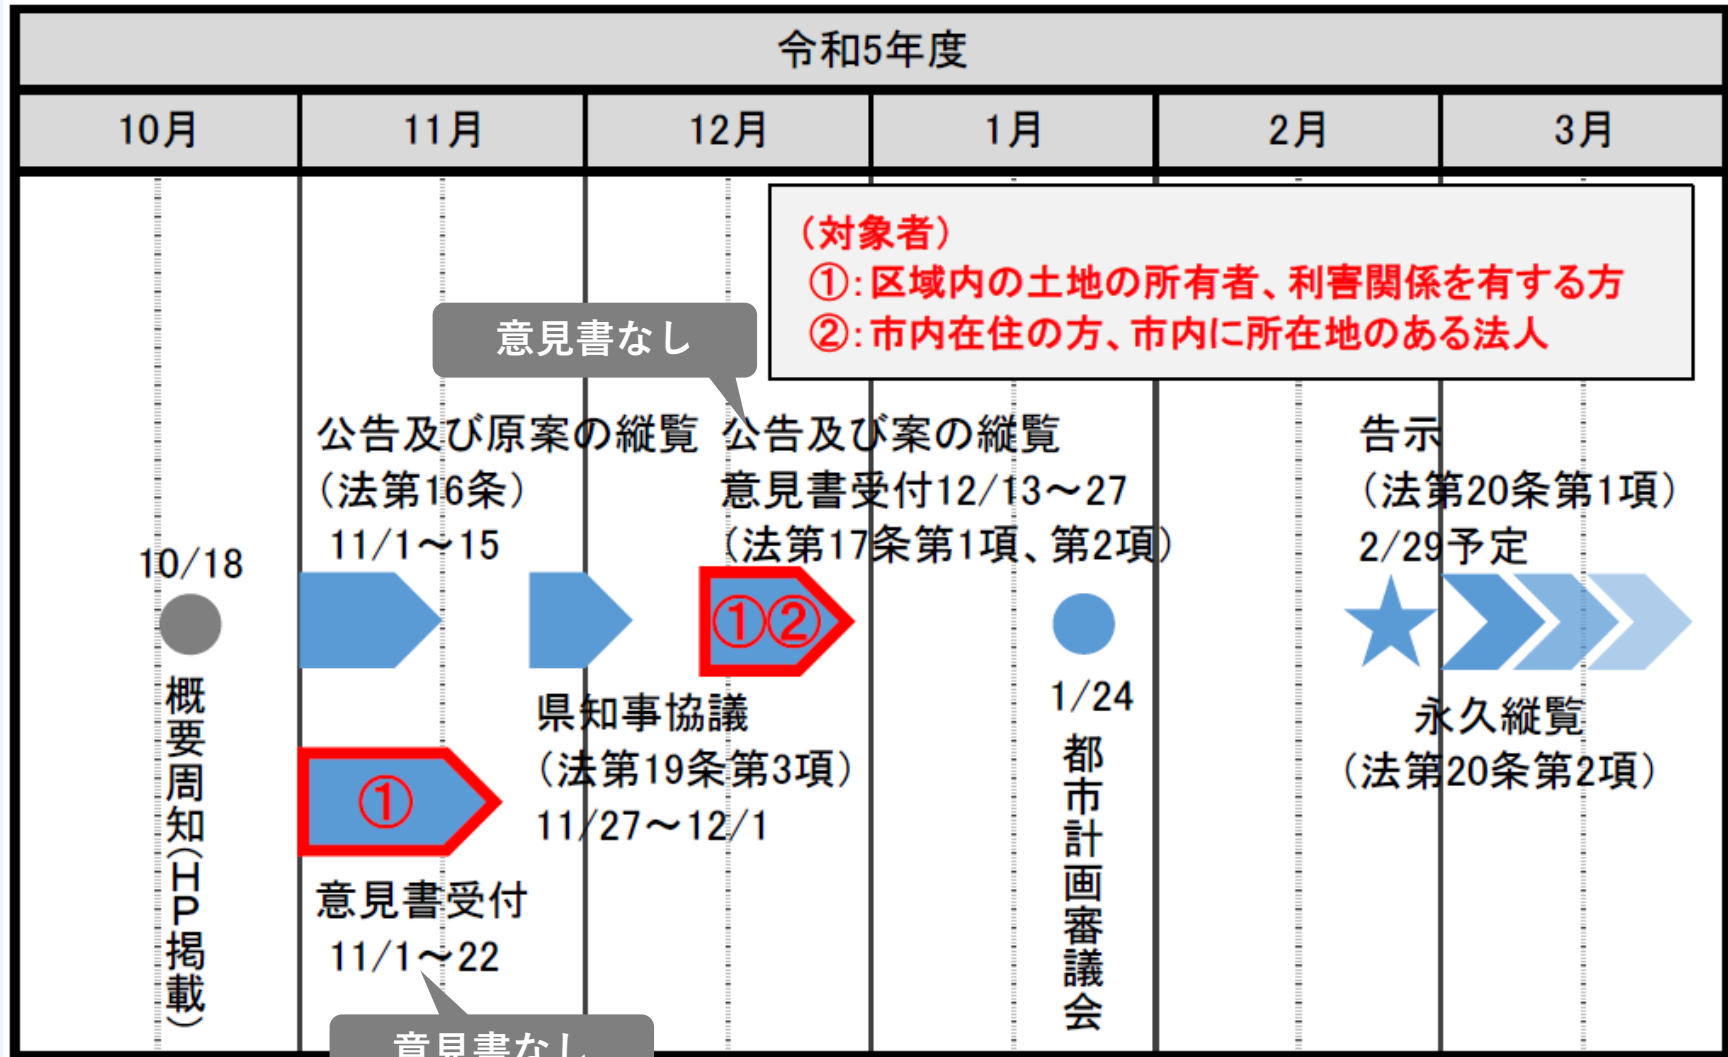 令和5年度
10月
11月
12月
1月
2月
3月
（対象者）
①：区域内の土地の所有者、利害関係を有する方
②：市内在住の方、市内に所在地のある法人
意見書なし
10/18
概要周知（HP掲載）
公告及び原案の縦覧
（法第16条）
11/1～15
①
意見書受付
11/1～22
意見書なし
県知事協議
（法第19条第3項）
11/27～12/1
公告及び案の縦覧
意見書受付12/13～27
（法第17条第1項、第2項）
①②
1/24
都市計画審議会
告示
（法第20条第1項）
2/29予定
永久縦覧
（法第20条第2項）